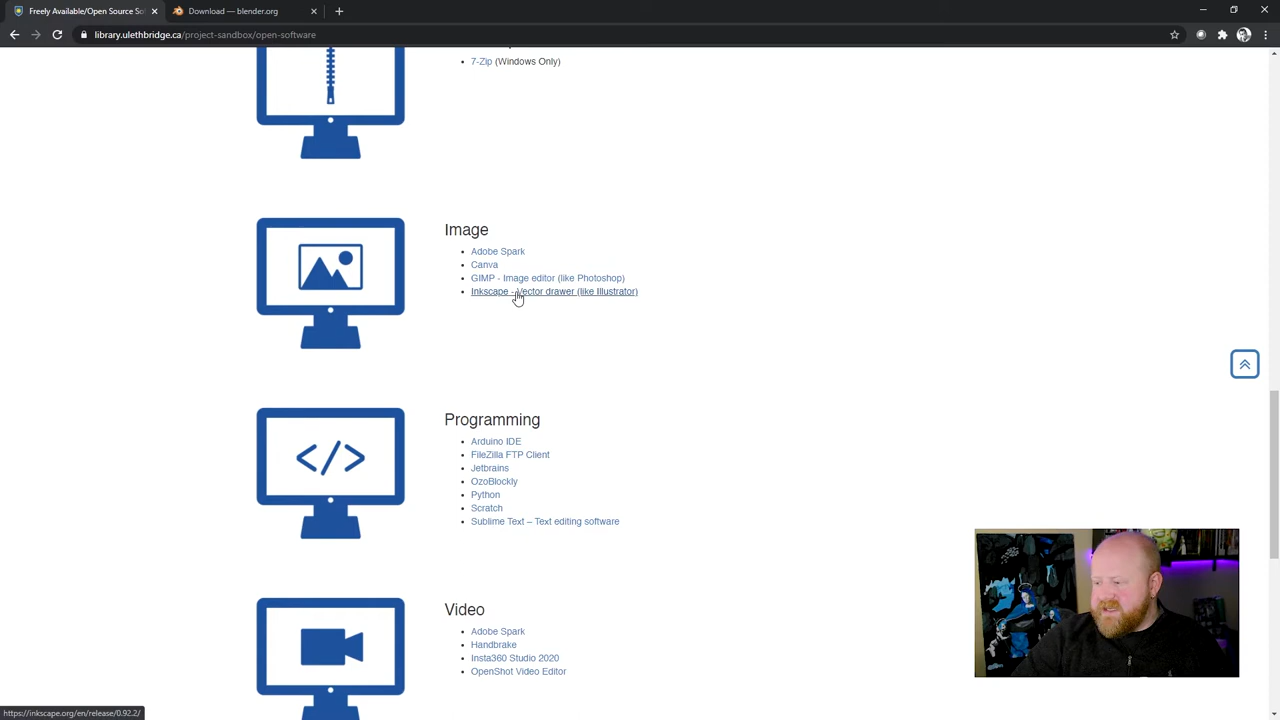 Freely Available/Open Source So
Download — blender.org
library.ulethbridge.ca/project-sandbox/open-software
7-Zip (Windows Only)
Image
Adobe Spark
Canva
GIMP - Image editor (like Photoshop)
Inkscape - Vector drawer (like Illustrator)
Programming
Arduino IDE
FileZilla FTP Client
Jetbrains
OzoBlockly
Python
Scratch
Sublime Text – Text editing software
Video
Adobe Spark
Handbrake
Insta360 Studio 2020
OpenShot Video Editor
https://inkscape.org/en/release/0.92.2/